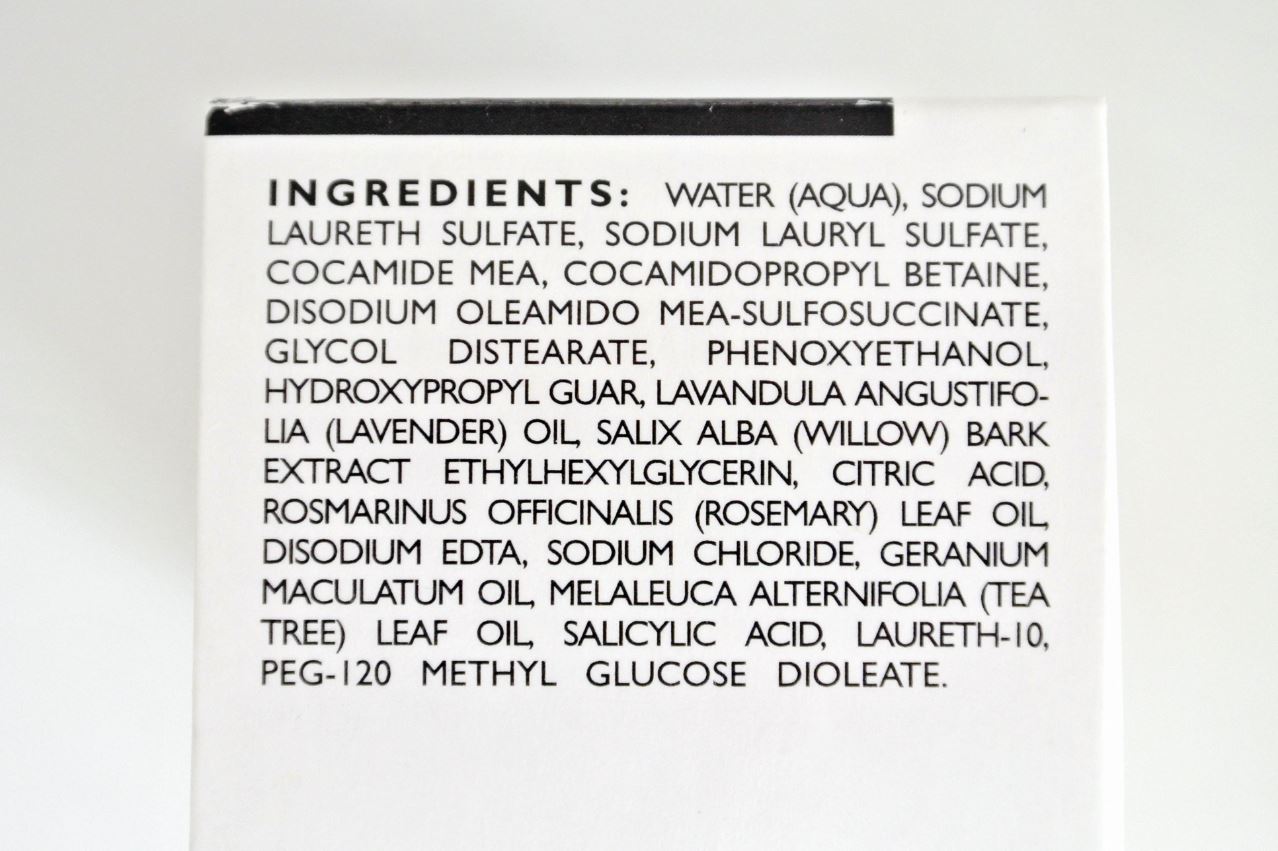 INGREDIENTS: WATER (AQUA), SODIUM
LAURETH SULFATE, SODIUM LAURYL SULFATE,
COCAMIDE MEA, COCAMIDOPROPYL BETAINE,
DISODIUM OLEAMIDO MEA-SULFOSUCCINATE,
GLYCOL DISTEARATE, PHENOXYETHANOL,
HYDROXYPROPYL GUAR, LAVANDULA ANGUSTIFO-
LIA (LAVENDER) OIL, SALIX ALBA (WILLOW) BARK
EXTRACT ETHYLHEXYLGLYCERIN, CITRIC ACID,
ROSMARINUS OFFICINALIS (ROSEMARY) LEAF OIL,
DISODIUM EDTA, SODIUM CHLORIDE, GERANIUM
MACULATUM OIL, MELALEUCA ALTERNIFOLIA (TEA
TREE) LEAF OIL, SALICYLIC ACID, LAURETH-10,
PEG-120 METHYL GLUCOSE DIOLEATE.